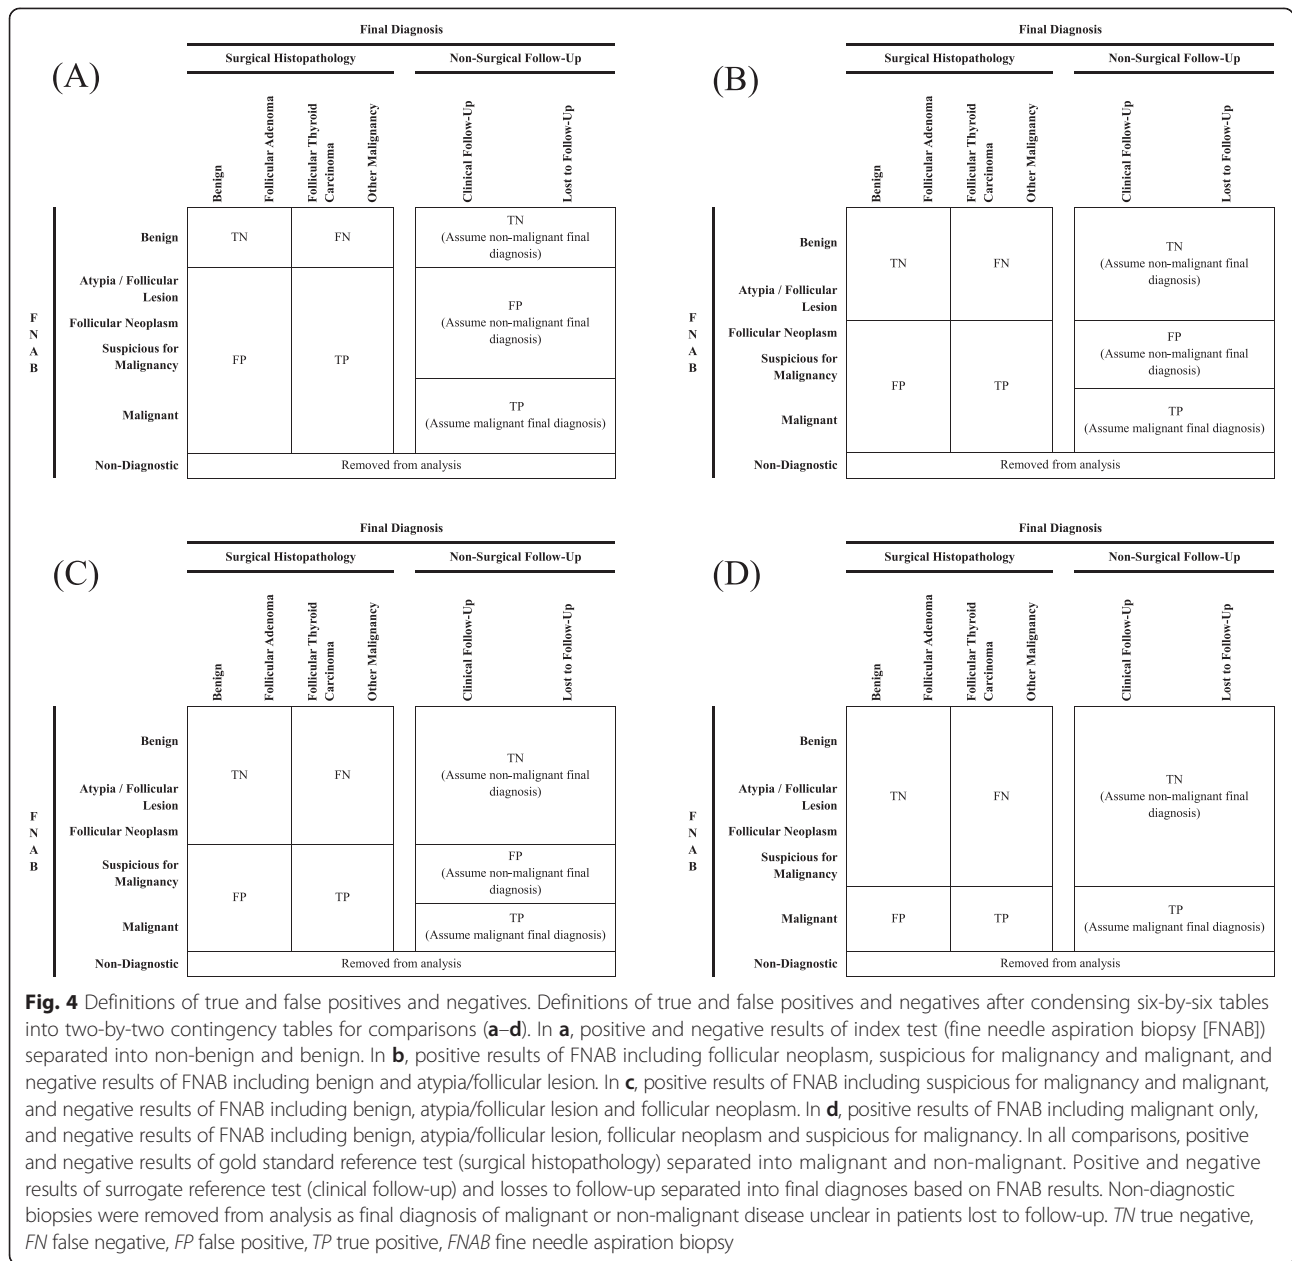 Final Diagnosis
Surgical Histopathology
Non-Surgical Follow-Up
(A)
Benign
Follicular Adenoma
Follicular Thyroid
Carcinoma
Other Malignancy
Clinical Follow-Up
Lost to Follow-Up
F
N
A
B
Benign
Atypia / Follicular
Lesion
Follicular Neoplasm
Suspicious for
Malignancy
Malignant
Non-Diagnostic
TN
FN
TN
(Assume non-malignant final
diagnosis)
FP
TP
FP
(Assume non-malignant final
diagnosis)
TP
(Assume malignant final diagnosis)
Removed from analysis
Final Diagnosis
Surgical Histopathology
Non-Surgical Follow-Up
(B)
Benign
Follicular Adenoma
Follicular Thyroid
Carcinoma
Other Malignancy
Clinical Follow-Up
Lost to Follow-Up
F
N
A
B
Benign
Atypia / Follicular
Lesion
Follicular Neoplasm
Suspicious for
Malignancy
Malignant
Non-Diagnostic
TN
FN
TN
(Assume non-malignant final
diagnosis)
FP
TP
FP
(Assume non-malignant final
diagnosis)
TP
(Assume malignant final diagnosis)
Removed from analysis
Final Diagnosis
Surgical Histopathology
Non-Surgical Follow-Up
(C)
Benign
Follicular Adenoma
Follicular Thyroid
Carcinoma
Other Malignancy
Clinical Follow-Up
Lost to Follow-Up
F
N
A
B
Benign
Atypia / Follicular
Lesion
Follicular Neoplasm
Suspicious for
Malignancy
Malignant
Non-Diagnostic
TN
FN
TN
(Assume non-malignant final
diagnosis)
FP
TP
FP
(Assume non-malignant final
diagnosis)
TP
(Assume malignant final diagnosis)
Removed from analysis
Final Diagnosis
Surgical Histopathology
Non-Surgical Follow-Up
(D)
Benign
Follicular Adenoma
Follicular Thyroid
Carcinoma
Other Malignancy
Clinical Follow-Up
Lost to Follow-Up
F
N
A
B
Benign
Atypia / Follicular
Lesion
Follicular Neoplasm
Suspicious for
Malignancy
Malignant
Non-Diagnostic
TN
FN
TN
(Assume non-malignant final
diagnosis)
FP
TP
TP
(Assume malignant final diagnosis)
Removed from analysis
Fig. 4 Definitions of true and false positives and negatives. Definitions of true and false positives and negatives after condensing six-by-six tables
into two-by-two contingency tables for comparisons (a–d). In a, positive and negative results of index test (fine needle aspiration biopsy [FNAB])
separated into non-benign and benign. In b, positive results of FNAB including follicular neoplasm, suspicious for malignancy and malignant, and
negative results of FNAB including benign and atypia/follicular lesion. In c, positive results of FNAB including suspicious for malignancy and malignant,
and negative results of FNAB including benign, atypia/follicular lesion and follicular neoplasm. In d, positive results of FNAB including malignant only,
and negative results of FNAB including benign, atypia/follicular lesion, follicular neoplasm and suspicious for malignancy. In all comparisons, positive
and negative results of gold standard reference test (surgical histopathology) separated into malignant and non-malignant. Positive and negative
results of surrogate reference test (clinical follow-up) and losses to follow-up separated into final diagnoses based on FNAB results. Non-diagnostic
biopsies were removed from analysis as final diagnosis of malignant or non-malignant disease unclear in patients lost to follow-up. TN true negative,
FN false negative, FP false positive, TP true positive, FNAB fine needle aspiration biopsy